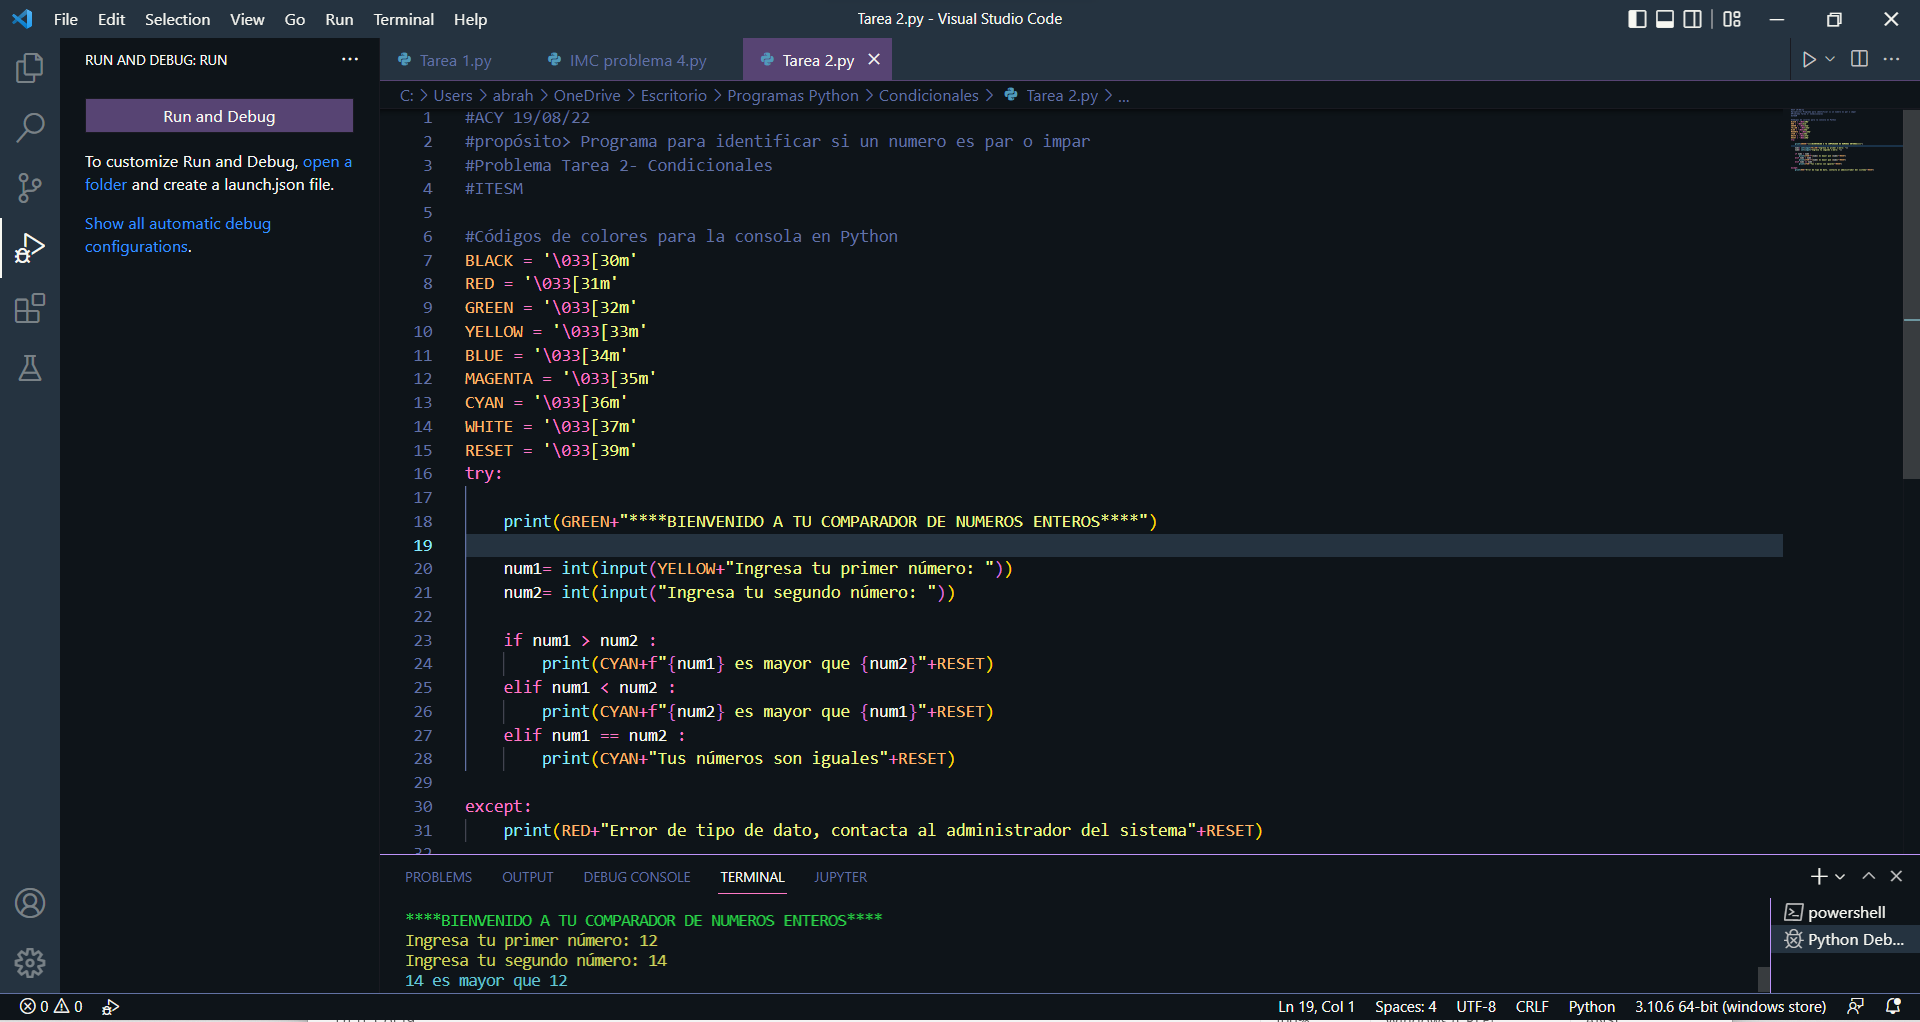 File Edit Selection View Go Run Terminal Help
Tarea 2.py - Visual Studio Code
RUN AND DEBUG: RUN
Run and Debug
To customize Run and Debug, open a
folder and create a launch.json file.
Show all automatic debug
configurations.
Tarea 1.py
IMC problema 4.py
Tarea 2.py
C: > Users > abrah > OneDrive > Escritorio > Programas Python > Condicionales > Tarea 2.py > ...
1 #ACY 19/08/22
2 #propósito> Programa para identificar si un numero es par o impar
3 #Problema Tarea 2- Condicionales
4 #ITESM
5
6 #Códigos de colores para la consola en Python
7 BLACK = '\033[30m'
8 RED = '\033[31m'
9 GREEN = '\033[32m'
10 YELLOW = '\033[33m'
11 BLUE = '\033[34m'
12 MAGENTA = '\033[35m'
13 CYAN = '\033[36m'
14 WHITE = '\033[37m'
15 RESET = '\033[39m'
16 try:
17
18 print(GREEN+"****BIENVENIDO A TU COMPARADOR DE NUMEROS ENTEROS****")
19
20 num1= int(input(YELLOW+"Ingresa tu primer número: "))
21 num2= int(input("Ingresa tu segundo número: "))
22
23 if num1 > num2 :
24 print(CYAN+f"{num1} es mayor que {num2}"+RESET)
25 elif num1 < num2 :
26 print(CYAN+f"{num2} es mayor que {num1}"+RESET)
27 elif num1 == num2 :
28 print(CYAN+"Tus números son iguales"+RESET)
29
30 except:
31 print(RED+"Error de tipo de dato, contacta al administrador del sistema"+RESET)
32
PROBLEMS OUTPUT DEBUG CONSOLE TERMINAL JUPYTER
****BIENVENIDO A TU COMPARADOR DE NUMEROS ENTEROS****
Ingresa tu primer número: 12
Ingresa tu segundo número: 14
14 es mayor que 12
powershell
Python Deb...
0 0
Ln 19, Col 1 Spaces: 4 UTF-8 CRLF Python 3.10.6 64-bit (windows store)